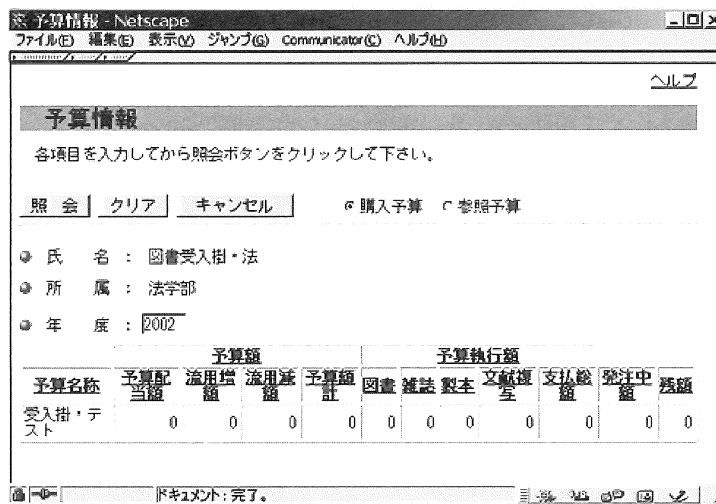 予算情報 - Netscape
ファイル(F) 編集(E) 表示(V) ジャンプ(G) Communicator(C) ヘルプ(H)
ヘルプ
予算情報
各項目を入力してから照会ボタンをクリックして下さい。
照 会 クリア キャンセル 購入予算 参照予算
氏 名 : 図書受入掛・法
所 属 : 法学部
年 度 : 2002
予算額 予算執行額
予算名称 予算配当額 流用増額 流用減額 予算額計 図書 雑誌 製本 文献複写 支払総額 発注中額 残額
受入掛・テスト 0 0 0 0 0 0 0 0 0 0 0
ドキュメント: 完了。